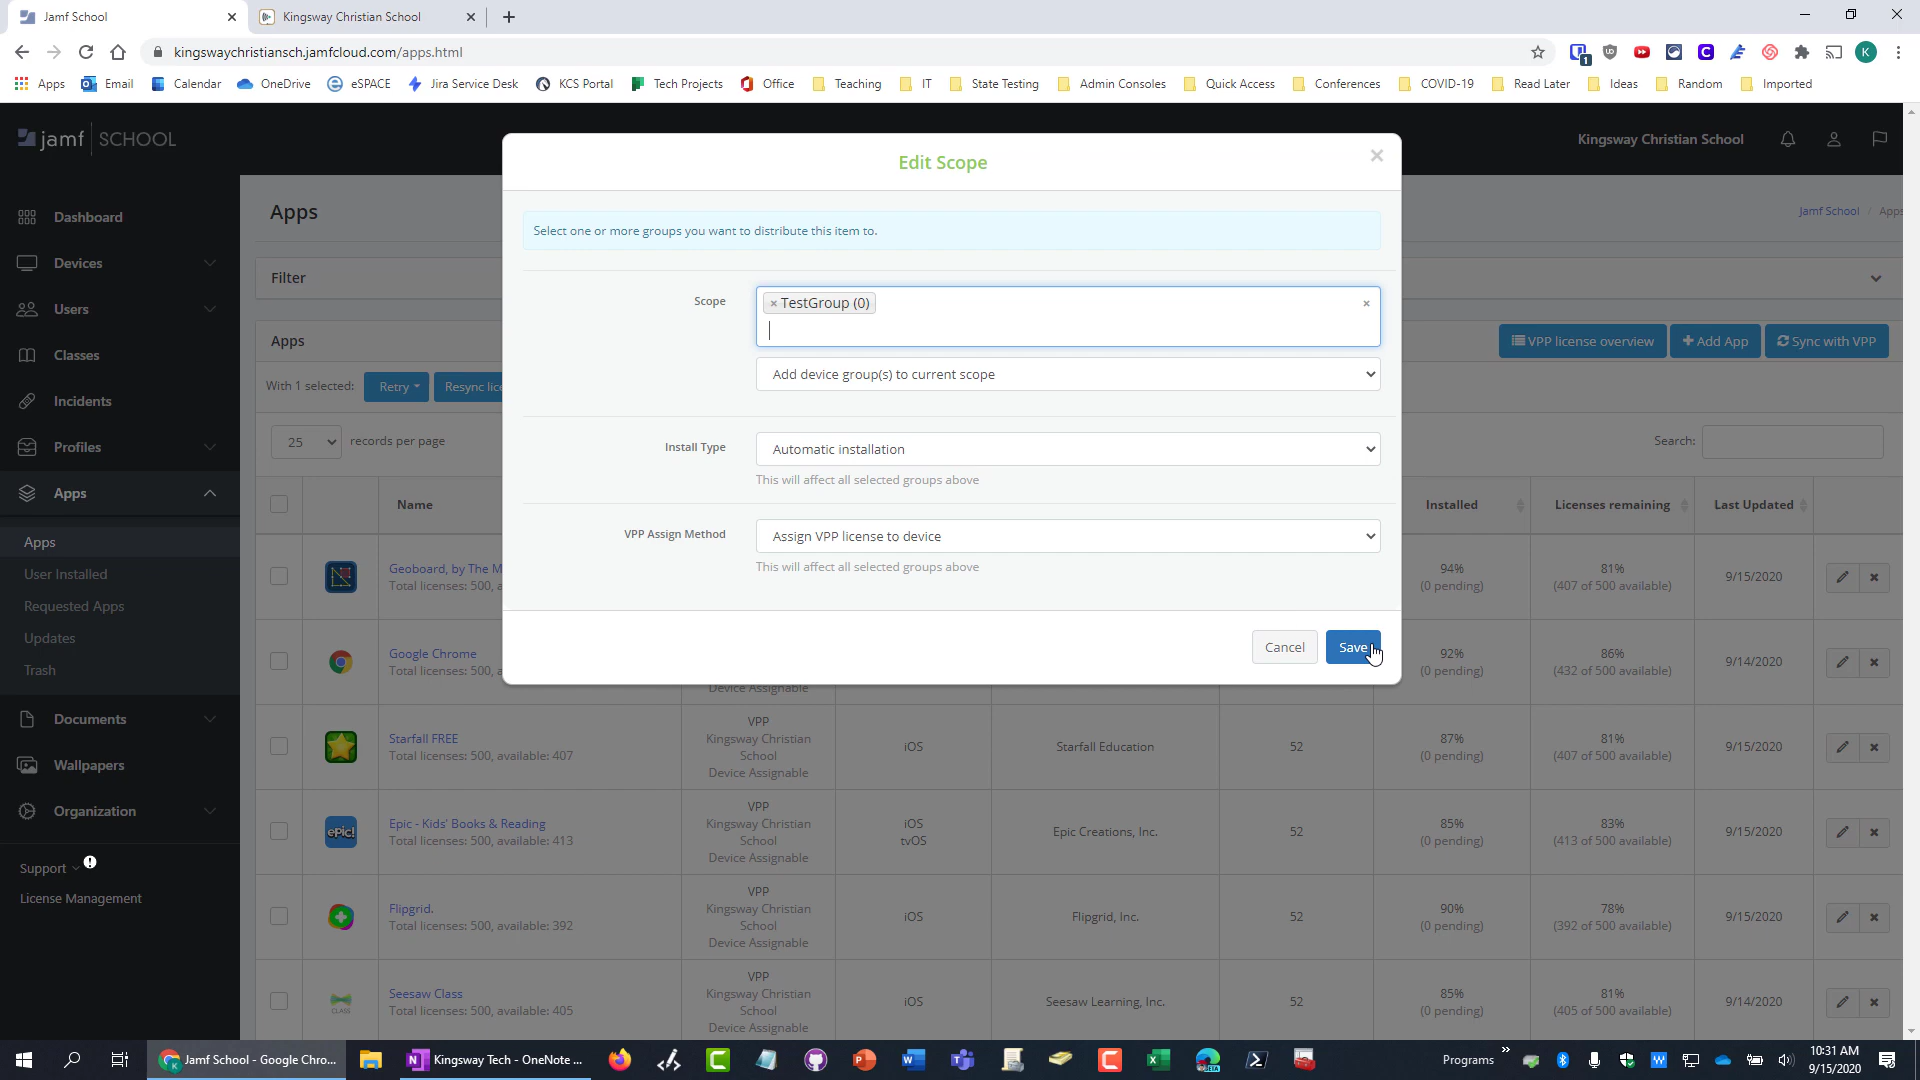 Jamf School
Kingsway Christian School
kingswaychristiansch.jamfcloud.com/apps.html
1
K
Apps
Email
Calendar
OneDrive
eSPACE
Jira Service Desk
KCS Portal
Tech Projects
Office
Teaching
IT
State Testing
Admin Consoles
Quick Access
Conferences
COVID-19
Read Later
Ideas
Random
Imported
jamf | SCHOOL
Kingsway Christian School
Dashboard
Devices
Users
Classes
Incidents
Profiles
Apps
Apps
User Installed
Requested Apps
Updates
Trash
Documents
Wallpapers
Organization
Support
License Management
Apps
Jamf School / Apps
Filter
Apps
VPP license overview
Add App
Sync with VPP
With 1 selected:
Retry
Resync lice
25 records per page
Search:
Name
Installed
Licenses remaining
Last Updated
Edit Scope
Select one or more groups you want to distribute this item to.
Scope
× TestGroup (0)
Add device group(s) to current scope
Install Type
Automatic installation
This will affect all selected groups above
VPP Assign Method
Assign VPP license to device
This will affect all selected groups above
Cancel
Save
Geoboard, by The M
Total licenses: 500, a
94%
(0 pending)
81%
(407 of 500 available)
9/15/2020
Google Chrome
Total licenses: 500, a
Device Assignable
92%
(0 pending)
86%
(432 of 500 available)
9/14/2020
Starfall FREE
Total licenses: 500, available: 407
VPP
Kingsway Christian
School
Device Assignable
iOS
Starfall Education
52
87%
(0 pending)
81%
(407 of 500 available)
9/15/2020
ePIC!
Epic - Kids' Books & Reading
Total licenses: 500, available: 413
VPP
Kingsway Christian
School
Device Assignable
iOS
tvOS
Epic Creations, Inc.
52
85%
(0 pending)
83%
(413 of 500 available)
9/15/2020
Flipgrid.
Total licenses: 500, available: 392
VPP
Kingsway Christian
School
Device Assignable
iOS
Flipgrid, Inc.
52
90%
(0 pending)
78%
(392 of 500 available)
9/15/2020
CLASS
Seesaw Class
Total licenses: 500, available: 405
VPP
Kingsway Christian
School
Device Assignable
iOS
Seesaw Learning, Inc.
52
85%
(0 pending)
81%
(405 of 500 available)
9/14/2020
Jamf School - Google Chro...
Kingsway Tech - OneNote ...
BETA
Programs
10:31 AM
9/15/2020